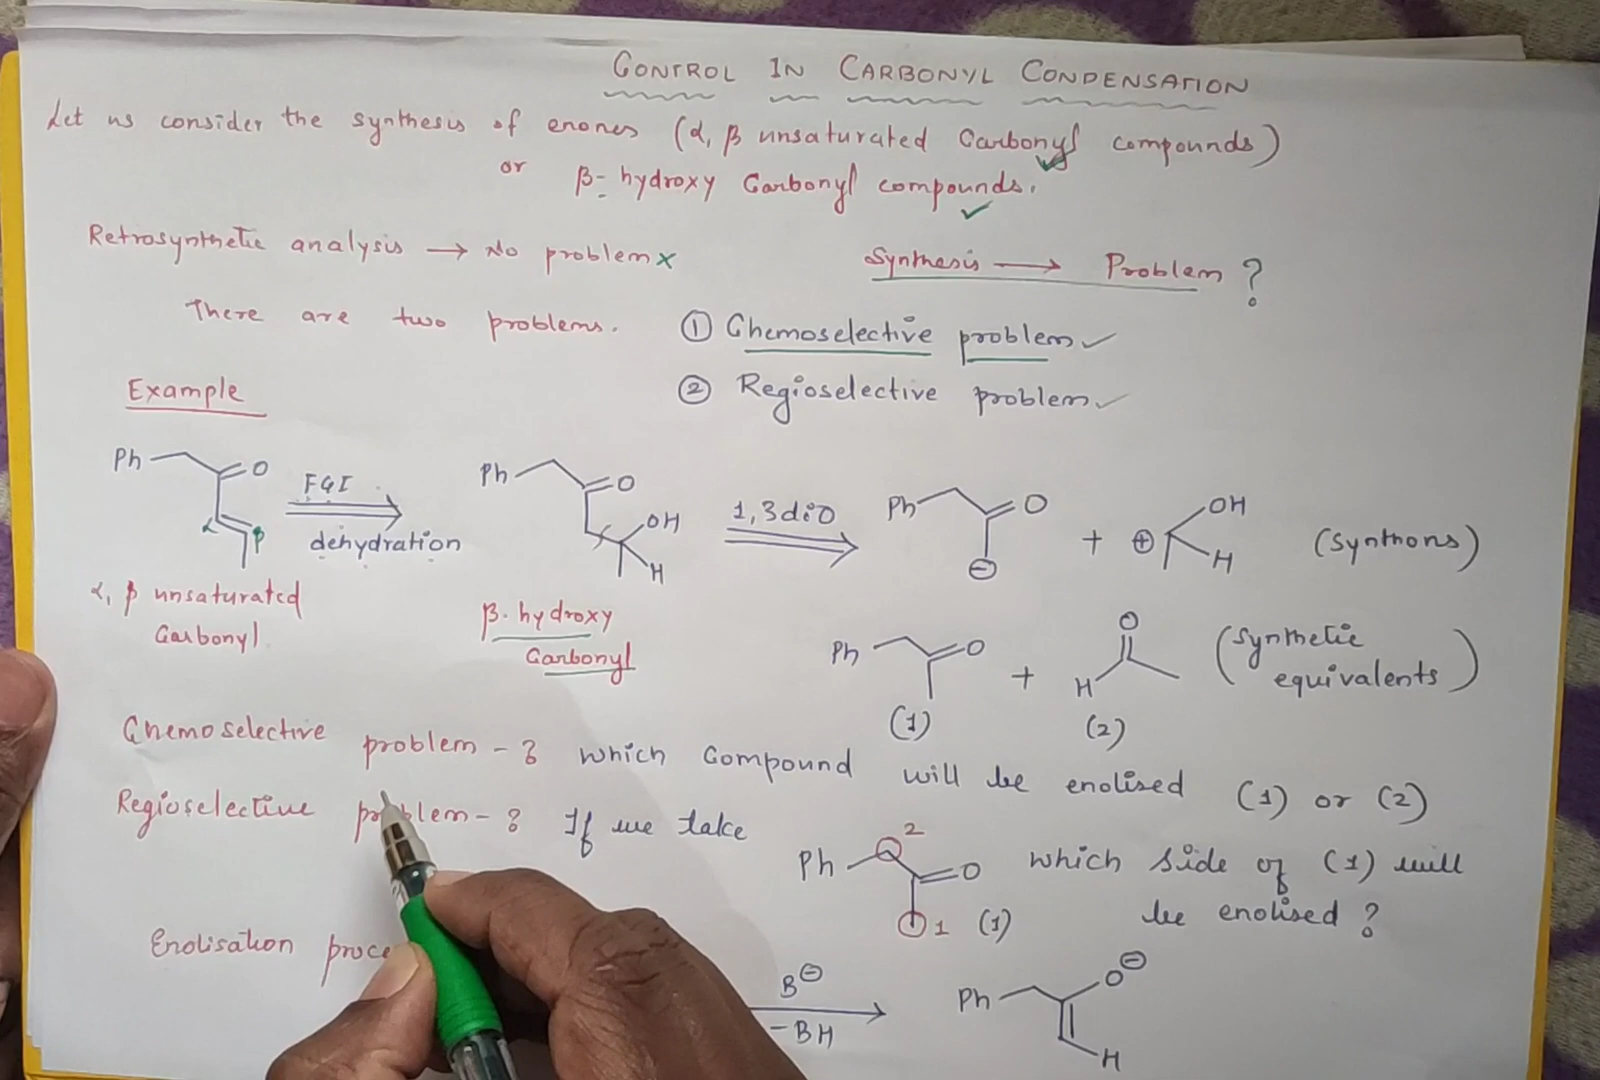 CONTROL IN CARBONYL CONDENSATION
Let us consider the synthesis of enones (α, β unsaturated Carbonyl compounds)
or β- hydroxy Carbonyl compounds.
Retrosynthetic analysis → No problem x Synthesis → Problem ?
There are two problems. ① Chemoselective problem ✓
② Regioselective problem ✓
Example
Ph O FGI dehydration Ph O OH H 1,3 diO Ph O ⊖ + ⊕ OH H (Synthons)
α β
α, β unsaturated Carbonyl
β- hydroxy Carbonyl
Ph O + O H (Synthetic equivalents)
(1) (2)
Chemoselective problem - ? which compound will be enolised (1) or (2)
Regioselective problem - ? If we take Ph 2 O 1 (1) which side of (1) will
be enolised ?
Enolisation
B⊖ Ph O⊖
-BH H